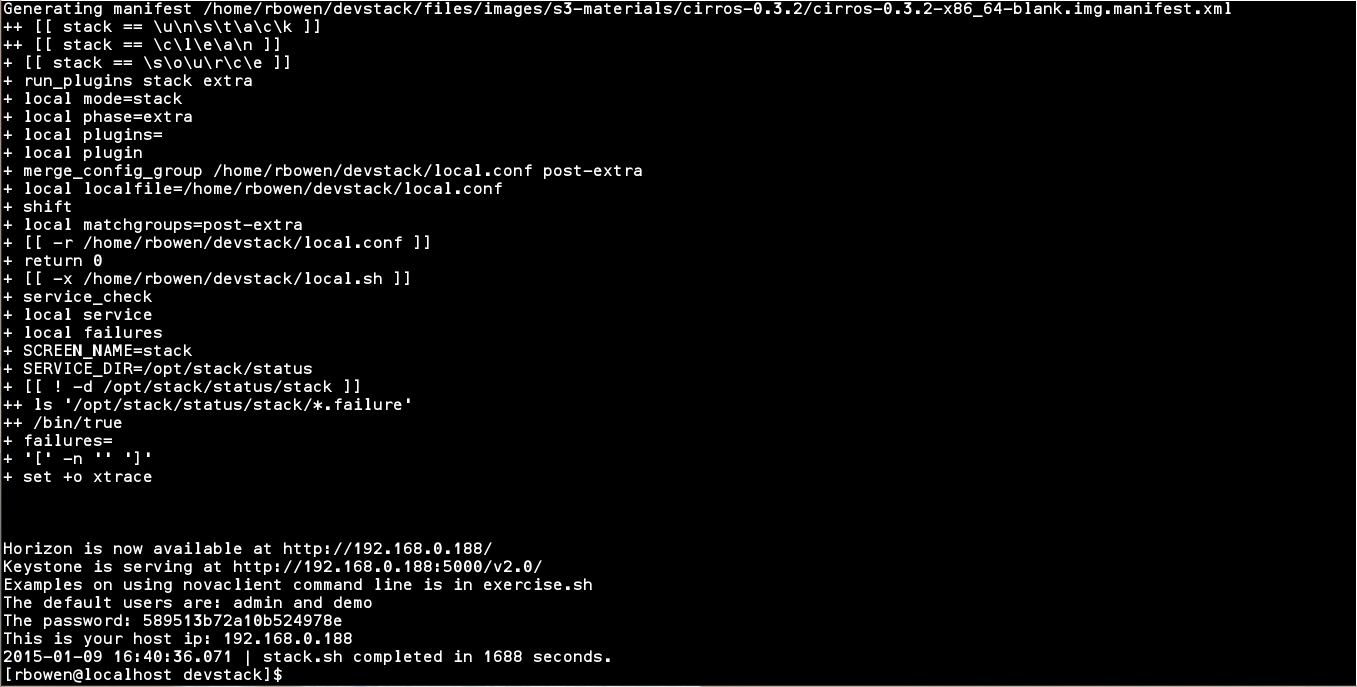 Generating manifest /home/rbowen/devstack/files/images/s3-materials/cirros-0.3.2/cirros-0.3.2-x86_64-blank.img.manifest.xml
++ [[ stack == \u\n\s\t\a\c\k ]]
++ [[ stack == \c\l\e\a\n ]]
+ [[ stack == \s\o\u\r\c\e ]]
+ run_plugins stack extra
+ local mode=stack
+ local phase=extra
+ local plugins=
+ local plugin
+ merge_config_group /home/rbowen/devstack/local.conf post-extra
+ local localfile=/home/rbowen/devstack/local.conf
+ shift
+ local matchgroups=post-extra
+ [[ -r /home/rbowen/devstack/local.conf ]]
+ return 0
+ [[ -x /home/rbowen/devstack/local.sh ]]
+ service_check
+ local service
+ local failures
+ SCREEN_NAME=stack
+ SERVICE_DIR=/opt/stack/status
+ [[ ! -d /opt/stack/status/stack ]]
++ ls '/opt/stack/status/stack/*.failure'
++ /bin/true
+ failures=
+ '[' -n '' ']'
+ set +o xtrace
Horizon is now available at http://192.168.0.188/
Keystone is serving at http://192.168.0.188:5000/v2.0/
Examples on using novaclient command line is in exercise.sh
The default users are: admin and demo
The password: 589513b72a10b524978e
This is your host ip: 192.168.0.188
2015-01-09 16:40:36.071 | stack.sh completed in 1688 seconds.
[rbowen@localhost devstack]$